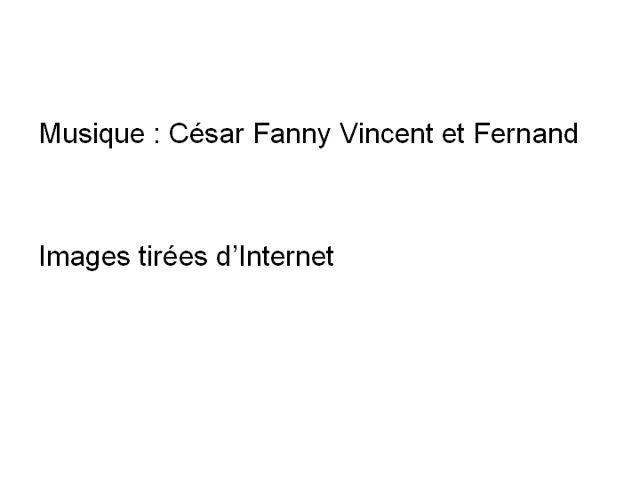 Musique : César Fanny Vincent et Fernand
Images tirées d’Internet